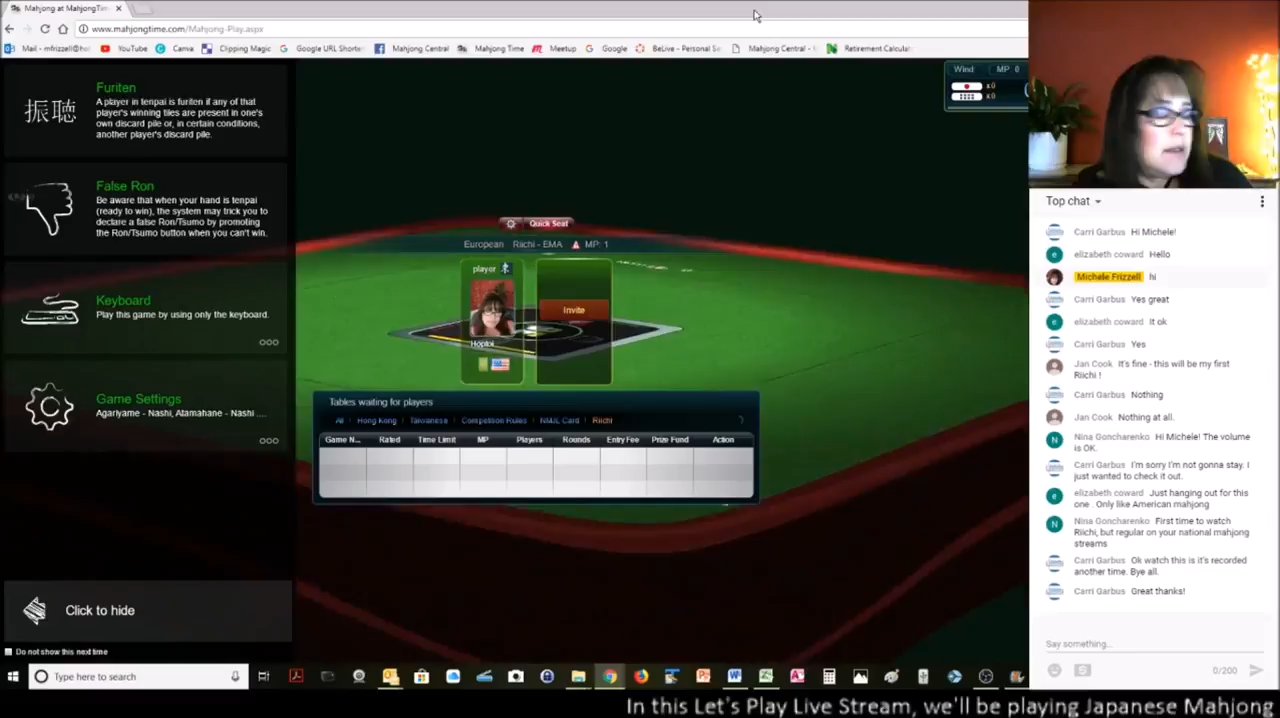 Mahjong at MahjongTim
www.mahjongtime.com/Mahjong-Play.aspx
Mail - mfrizzell@ho YouTube Canva Clipping Magic Google URL Shorte Mahjong Central Mahjong Time Meetup Google BeLive - Personal Se Mahjong Central - Retirement Calcula
振聴
Furiten
A player in tenpai is furiten if any of that
player's winning tiles are present in one's
own discard pile or, in certain conditions,
another player's discard pile.
False Ron
Be aware that when your hand is tenpai
(ready to win), the system may trick you to
declare a false Ron/Tsumo by promoting
the Ron/Tsumo button when you can't win.
Keyboard
Play this game by using only the keyboard.
Game Settings
Agariyame - Nashi, Atamahane - Nashi ...
Click to hide
Do not show this next time
Wind: MP: 0
x0
x0
Quick Seat
European Riichi - EMA MP: 1
player
Invite
Hoploi
Tables waiting for players
All Hong Kong Taiwanese Competition Rules NMJL Card Riichi
Game N... Rated Time Limit MP Players Rounds Entry Fee Prize Fund Action
Type here to search
Top chat
Carri Garbus Hi Michele!
e elizabeth coward Hello
Michele Frizzell hi
Carri Garbus Yes great
e elizabeth coward It ok
Carri Garbus Yes
Jan Cook It's fine - this will be my first
Riichi !
Carri Garbus Nothing
Jan Cook Nothing at all.
N Nina Goncharenko Hi Michele! The volume
is OK.
Carri Garbus I'm sorry I'm not gonna stay. I
just wanted to check it out.
e elizabeth coward Just hanging out for this
one . Only like American mahjong
N Nina Goncharenko First time to watch
Riichi, but regular on your national mahjong
streams
Carri Garbus Ok watch this is it's recorded
another time. Bye all.
Carri Garbus Great thanks!
Say something...
0/200
In this Let's Play Live Stream, we'll be playing Japanese Mahjong